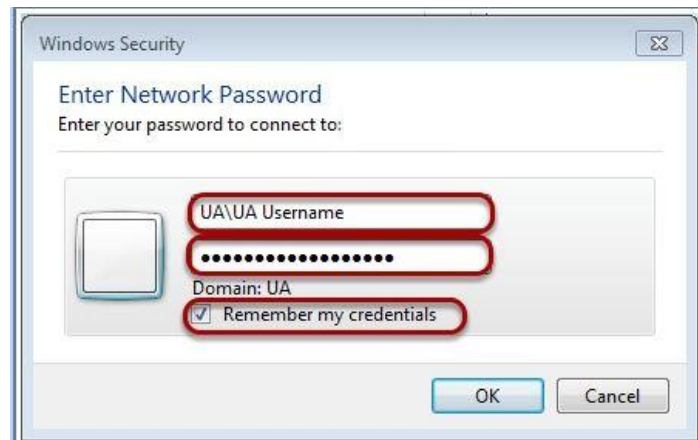 Windows Security
Enter Network Password
Enter your password to connect to:
UA\UA Username
••••••••••••••••••
Domain: UA
Remember my credentials
OK
Cancel